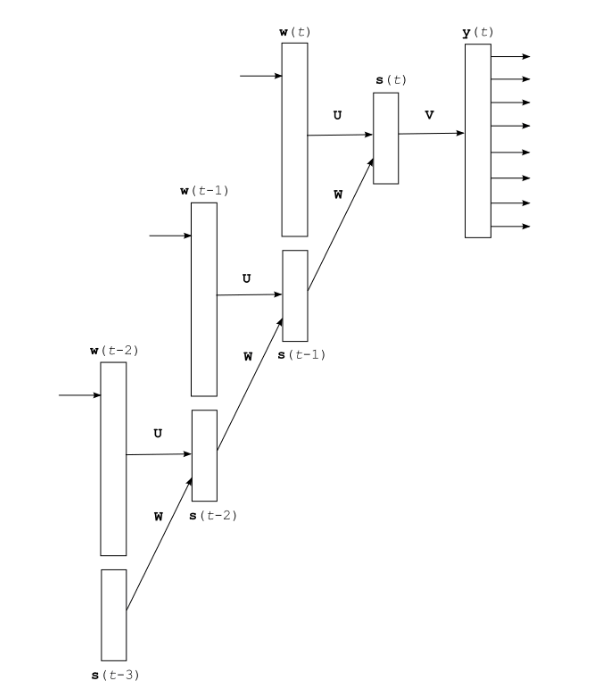 w(t)
y(t)
s(t)
U
V
W
w(t-1)
U
W
s(t-1)
w(t-2)
U
W
s(t-2)
s(t-3)